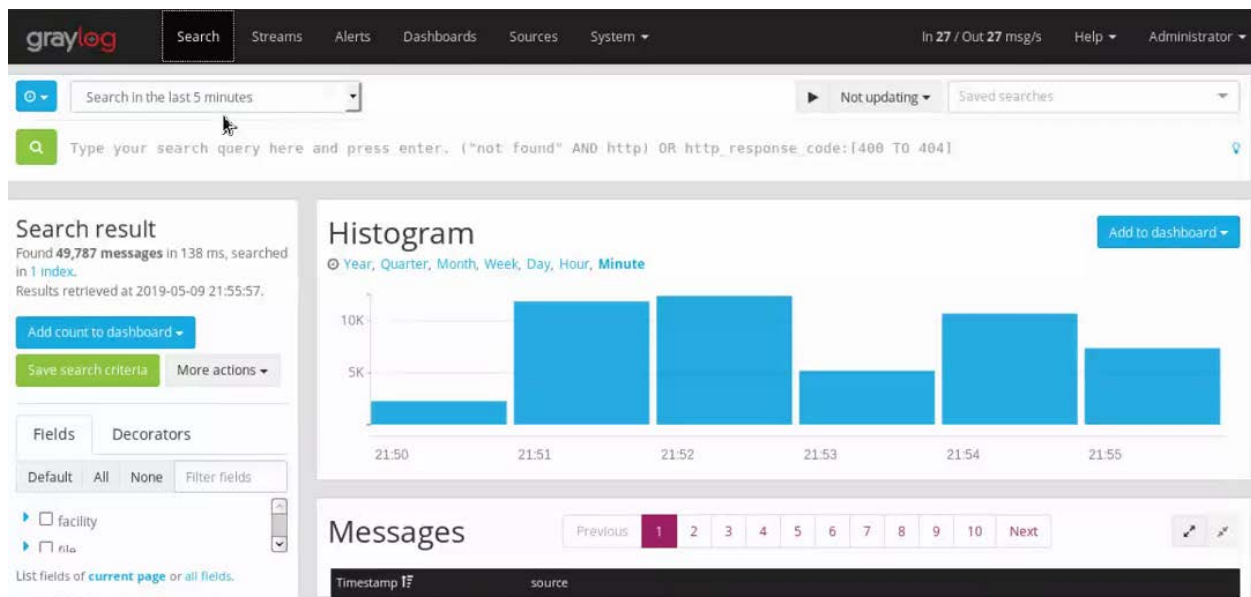 graylog Search Streams Alerts Dashboards Sources System In 27 / Out 27 msg/s Help Administrator
Search in the last 5 minutes Not updating Saved searches
Type your search query here and press enter. ("not found" AND http) OR http_response_code:[400 TO 404]
Search result
Found 49,787 messages in 138 ms, searched
in 1 index.
Results retrieved at 2019-05-09 21:55:57.
Add count to dashboard
Save search criteria More actions
Fields Decorators
Default All None Filter fields
facility
file
List fields of current page or all fields.
Histogram
Add to dashboard
Year, Quarter, Month, Week, Day, Hour, Minute
10K
5K
21:50 21:51 21:52 21:53 21:54 21:55
Messages
Previous 1 2 3 4 5 6 7 8 9 10 Next
Timestamp source